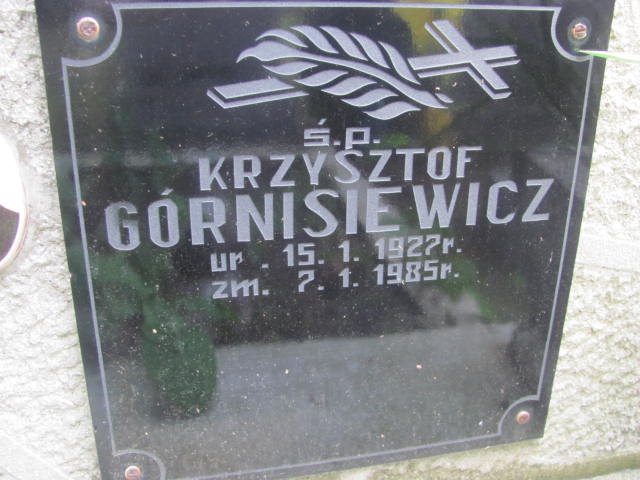 ś.p.
KRZYSZTOF
GÓRNISIEWICZ
ur. 15. 1. 1927r.
zm. 7. 1. 1985r.